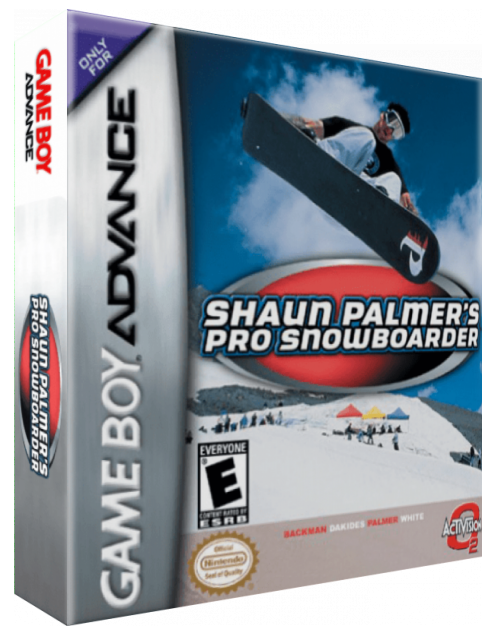 GAME BOY
ADVANCE
SHAUN PALMER'S
PRO SNOWBOARDER
ONLY
FOR
GAME BOY ADVANCE
SHAUN PALMER'S
PRO SNOWBOARDER
EVERYONE
E
CONTENT RATED BY
ESRB
BACKMAN DAKIDES PALMER WHITE
ACTIVISION
O2
Official
Nintendo
Seal of Quality